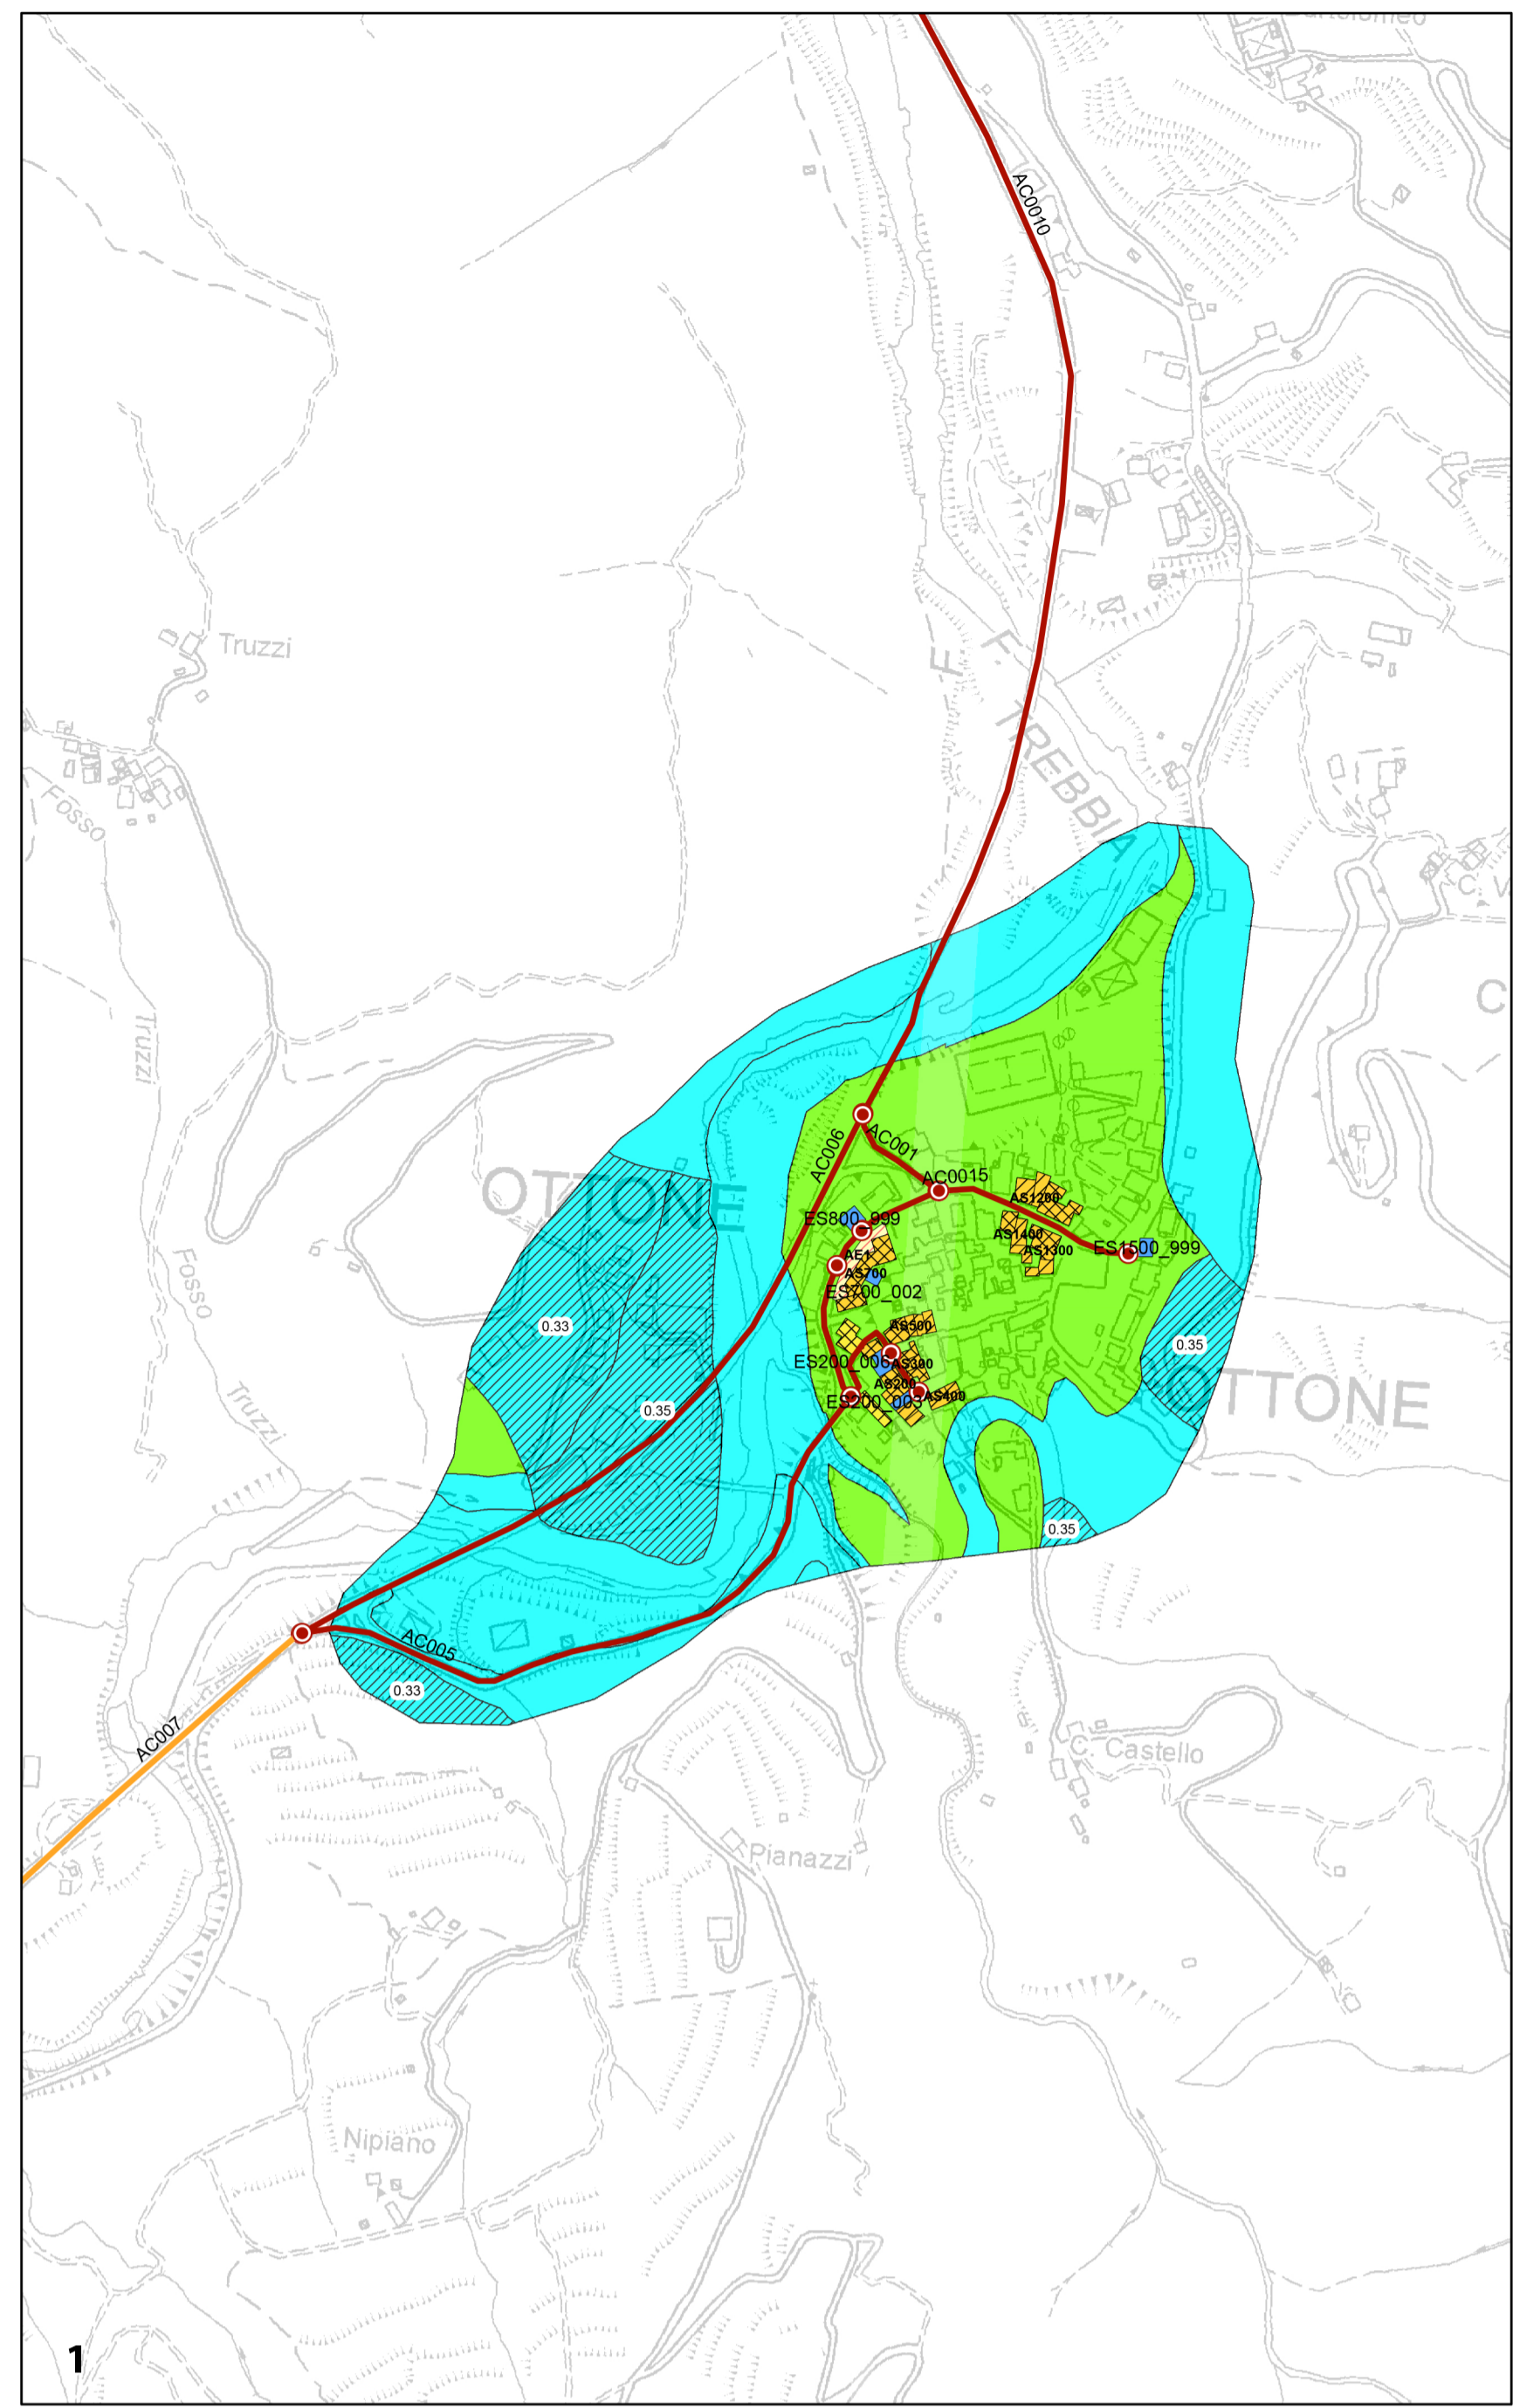 AC0010
Truzzi
F.
F. TREBBIA
Fosso
Truzzi
C
AC006
AC001
OTTONE
AC0015
AS1200
ES800_999
AS1400
AS1300
ES1500_999
AE1
AS700
ES700_002
Fosso
0.33
AS500
0.35
ES200_006
AS300
AS200
AS400
ES200_003
OTTONE
0.35
Truzzi
0.35
AC005
0.33
AC007
C. Castello
Pianazzi
Nipiano
1